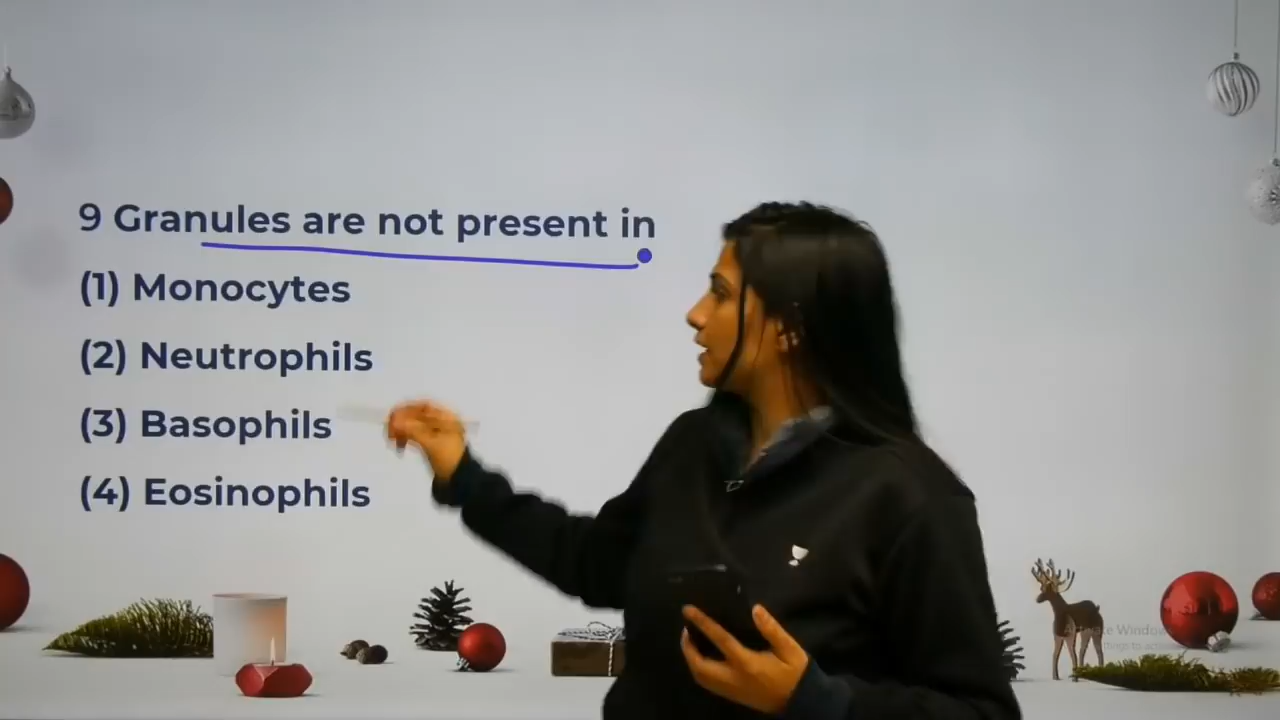 9 Granules are not present in
(1) Monocytes
(2) Neutrophils
(3) Basophils
(4) Eosinophils